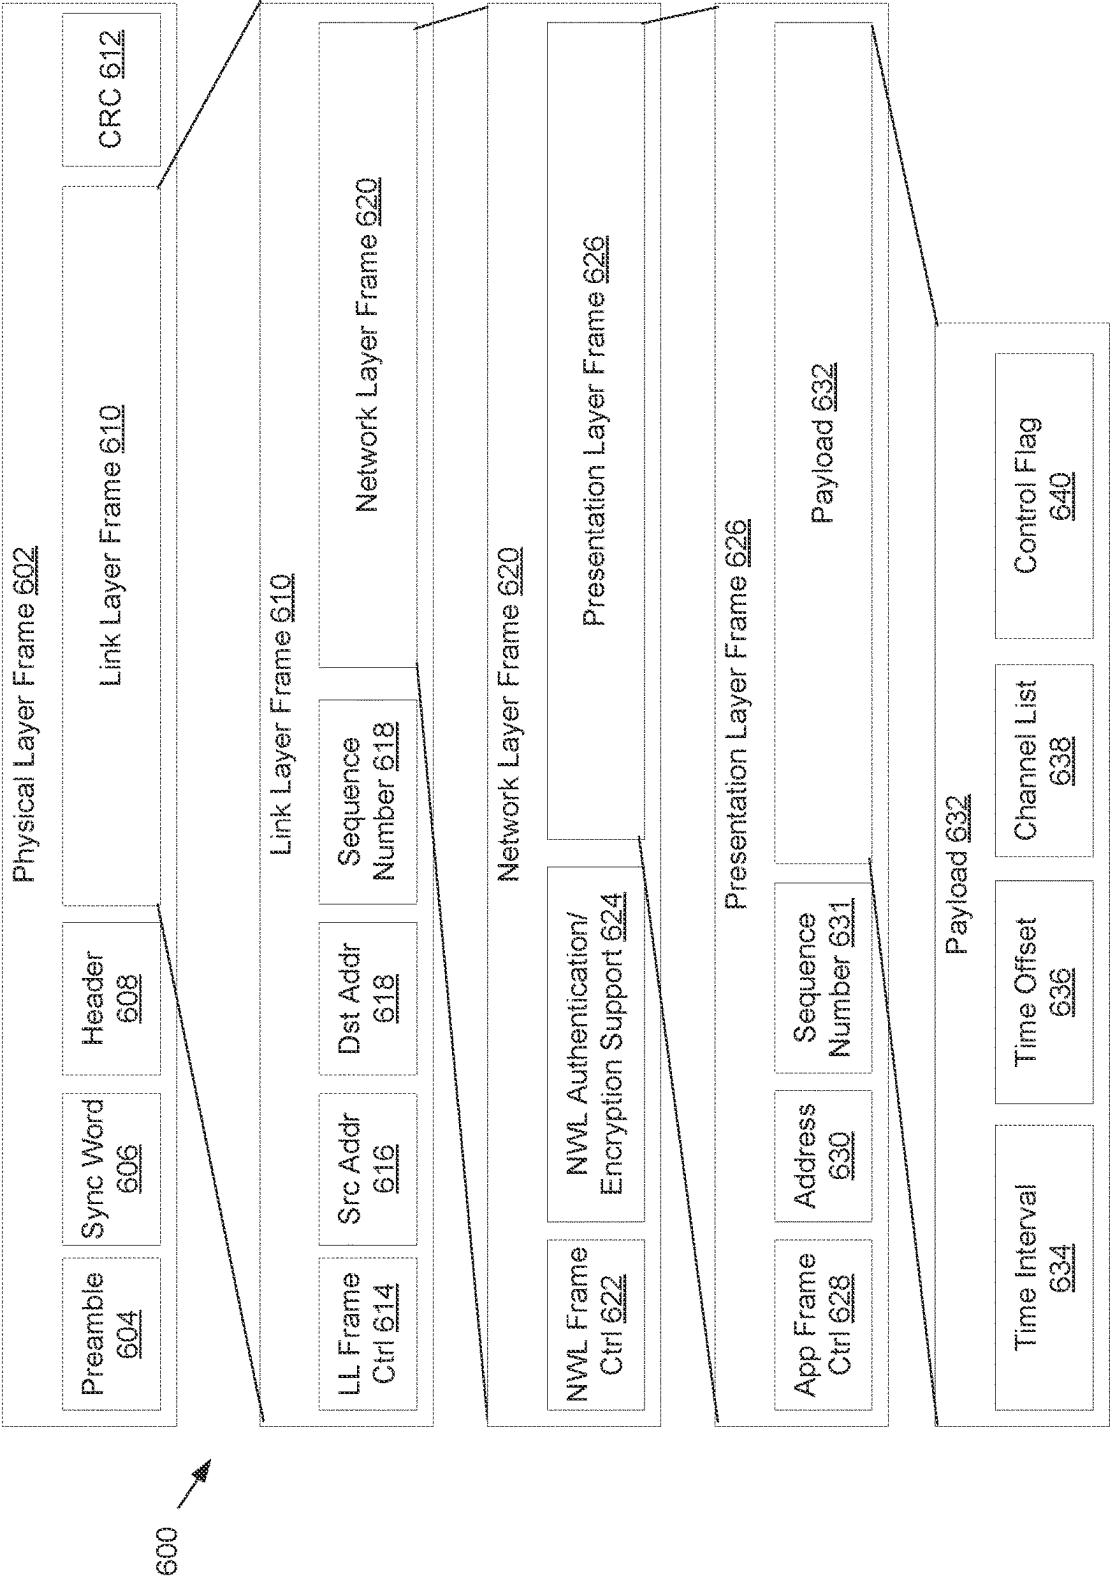 600
Physical Layer Frame 602
Preamble
604
Sync Word
606
Header
608
Link Layer Frame 610
CRC 612
Link Layer Frame 610
LL Frame
Ctrl 614
Src Addr
616
Dst Addr
618
Sequence
Number 618
Network Layer Frame 620
Network Layer Frame 620
NWL Frame
Ctrl 622
NWL Authentication/
Encryption Support 624
Presentation Layer Frame 626
Presentation Layer Frame 626
App Frame
Ctrl 628
Address
630
Sequence
Number 631
Payload 632
Payload 632
Time Interval
634
Time Offset
636
Channel List
638
Control Flag
640